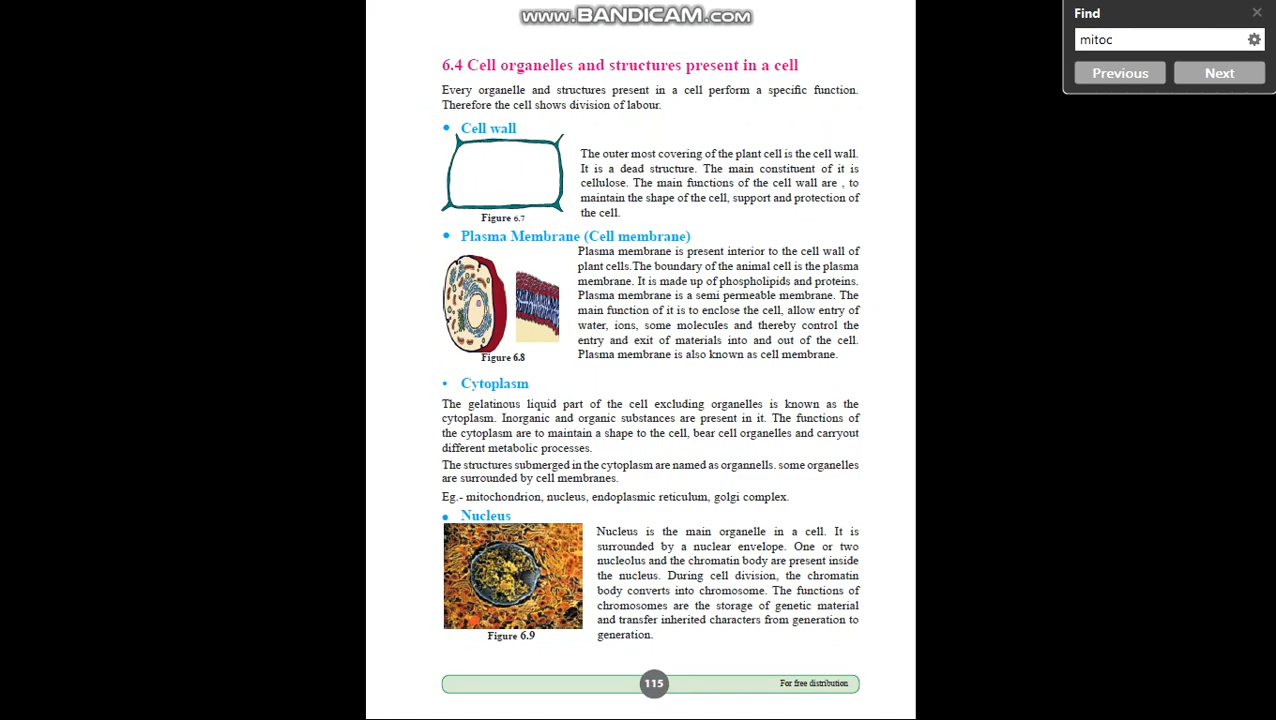 www.BANDICAM.com
Find
mitoc
Previous
Next
6.4 Cell organelles and structures present in a cell
Every organelle and structures present in a cell perform a specific function.
Therefore the cell shows division of labour.
• Cell wall
The outer most covering of the plant cell is the cell wall.
It is a dead structure. The main constituent of it is
cellulose. The main functions of the cell wall are , to
maintain the shape of the cell, support and protection of
the cell.
Figure 6.7
• Plasma Membrane (Cell membrane)
Plasma membrane is present interior to the cell wall of
plant cells.The boundary of the animal cell is the plasma
membrane. It is made up of phospholipids and proteins.
Plasma membrane is a semi permeable membrane. The
main function of it is to enclose the cell, allow entry of
water, ions, some molecules and thereby control the
entry and exit of materials into and out of the cell.
Plasma membrane is also known as cell membrane.
Figure 6.8
• Cytoplasm
The gelatinous liquid part of the cell excluding organelles is known as the
cytoplasm. Inorganic and organic substances are present in it. The functions of
the cytoplasm are to maintain a shape to the cell, bear cell organelles and carryout
different metabolic processes.
The structures submerged in the cytoplasm are named as organnells. some organelles
are surrounded by cell membranes.
Eg.- mitochondrion, nucleus, endoplasmic reticulum, golgi complex.
• Nucleus
Nucleus is the main organelle in a cell. It is
surrounded by a nuclear envelope. One or two
nucleolus and the chromatin body are present inside
the nucleus. During cell division, the chromatin
body converts into chromosome. The functions of
chromosomes are the storage of genetic material
and transfer inherited characters from generation to
generation.
Figure 6.9
115
For free distribution